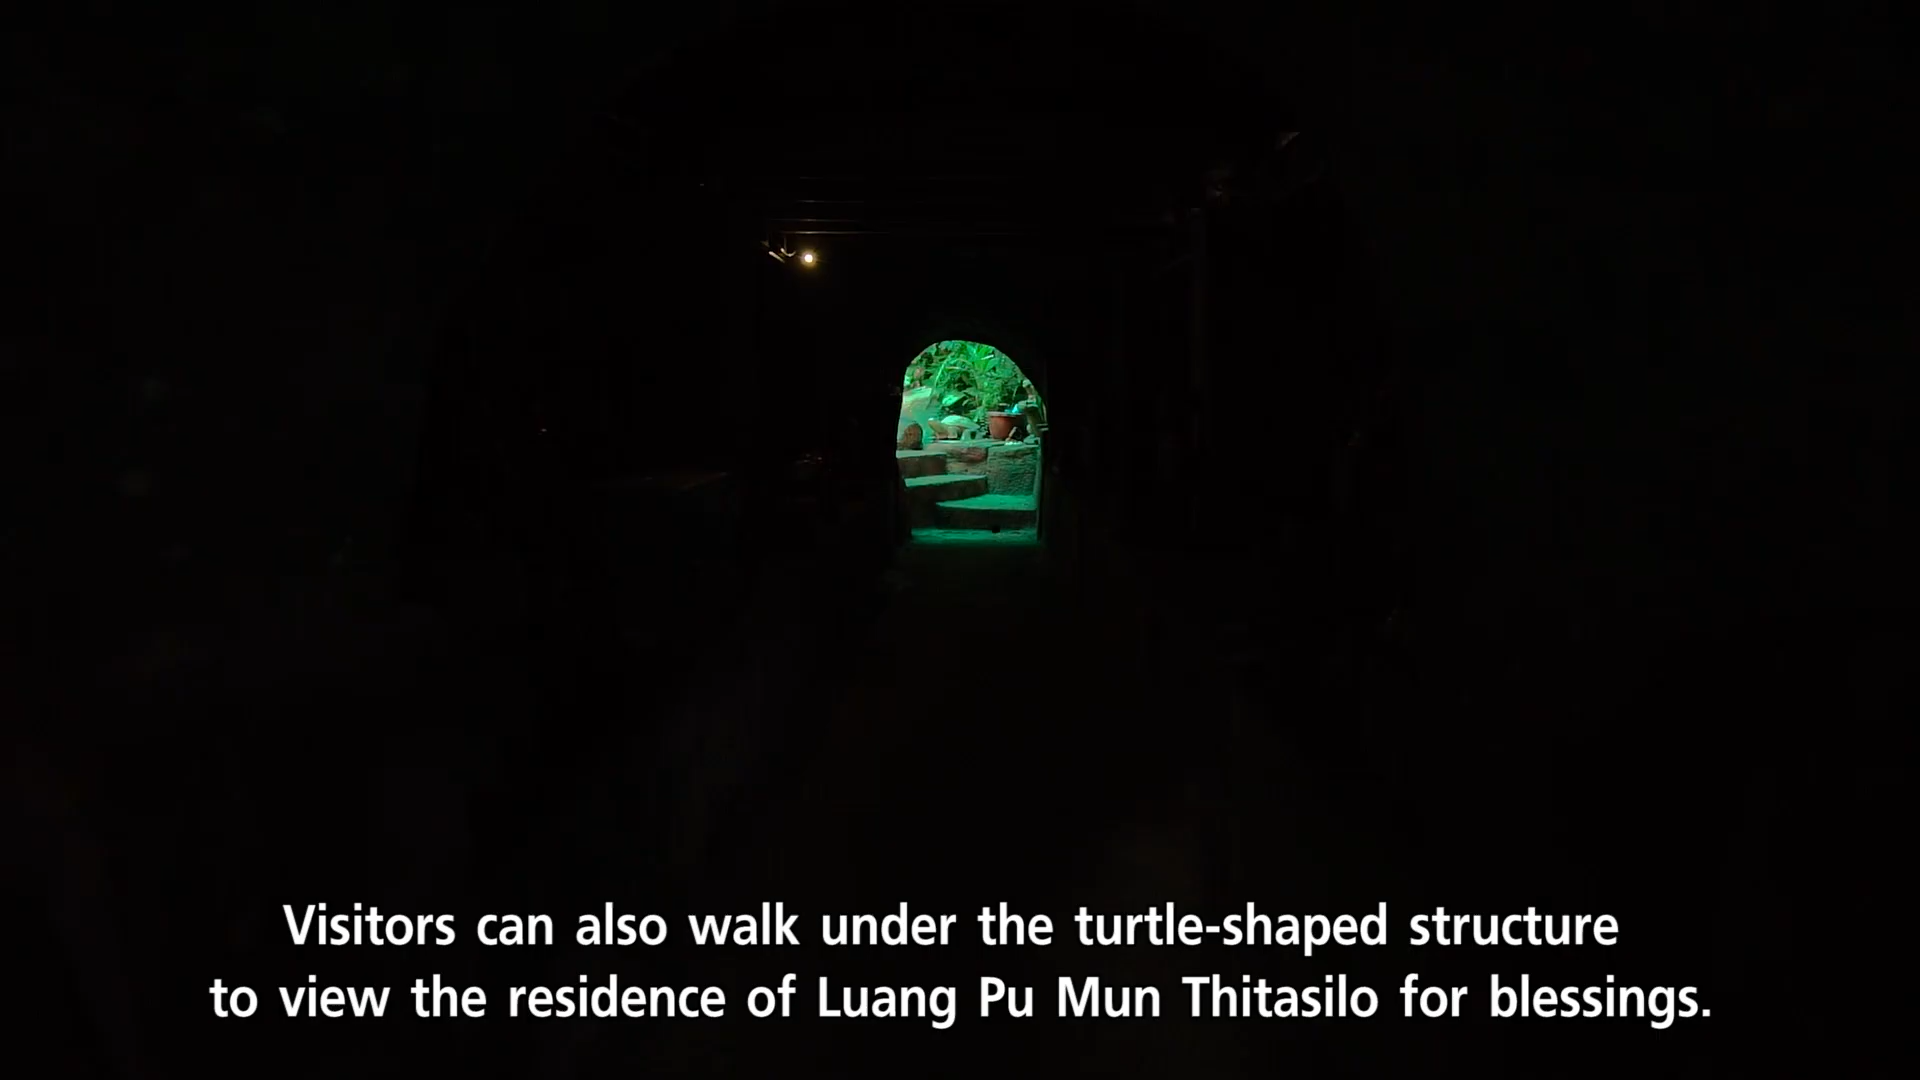 Visitors can also walk under the turtle-shaped structure
to view the residence of Luang Pu Mun Thitasilo for blessings.